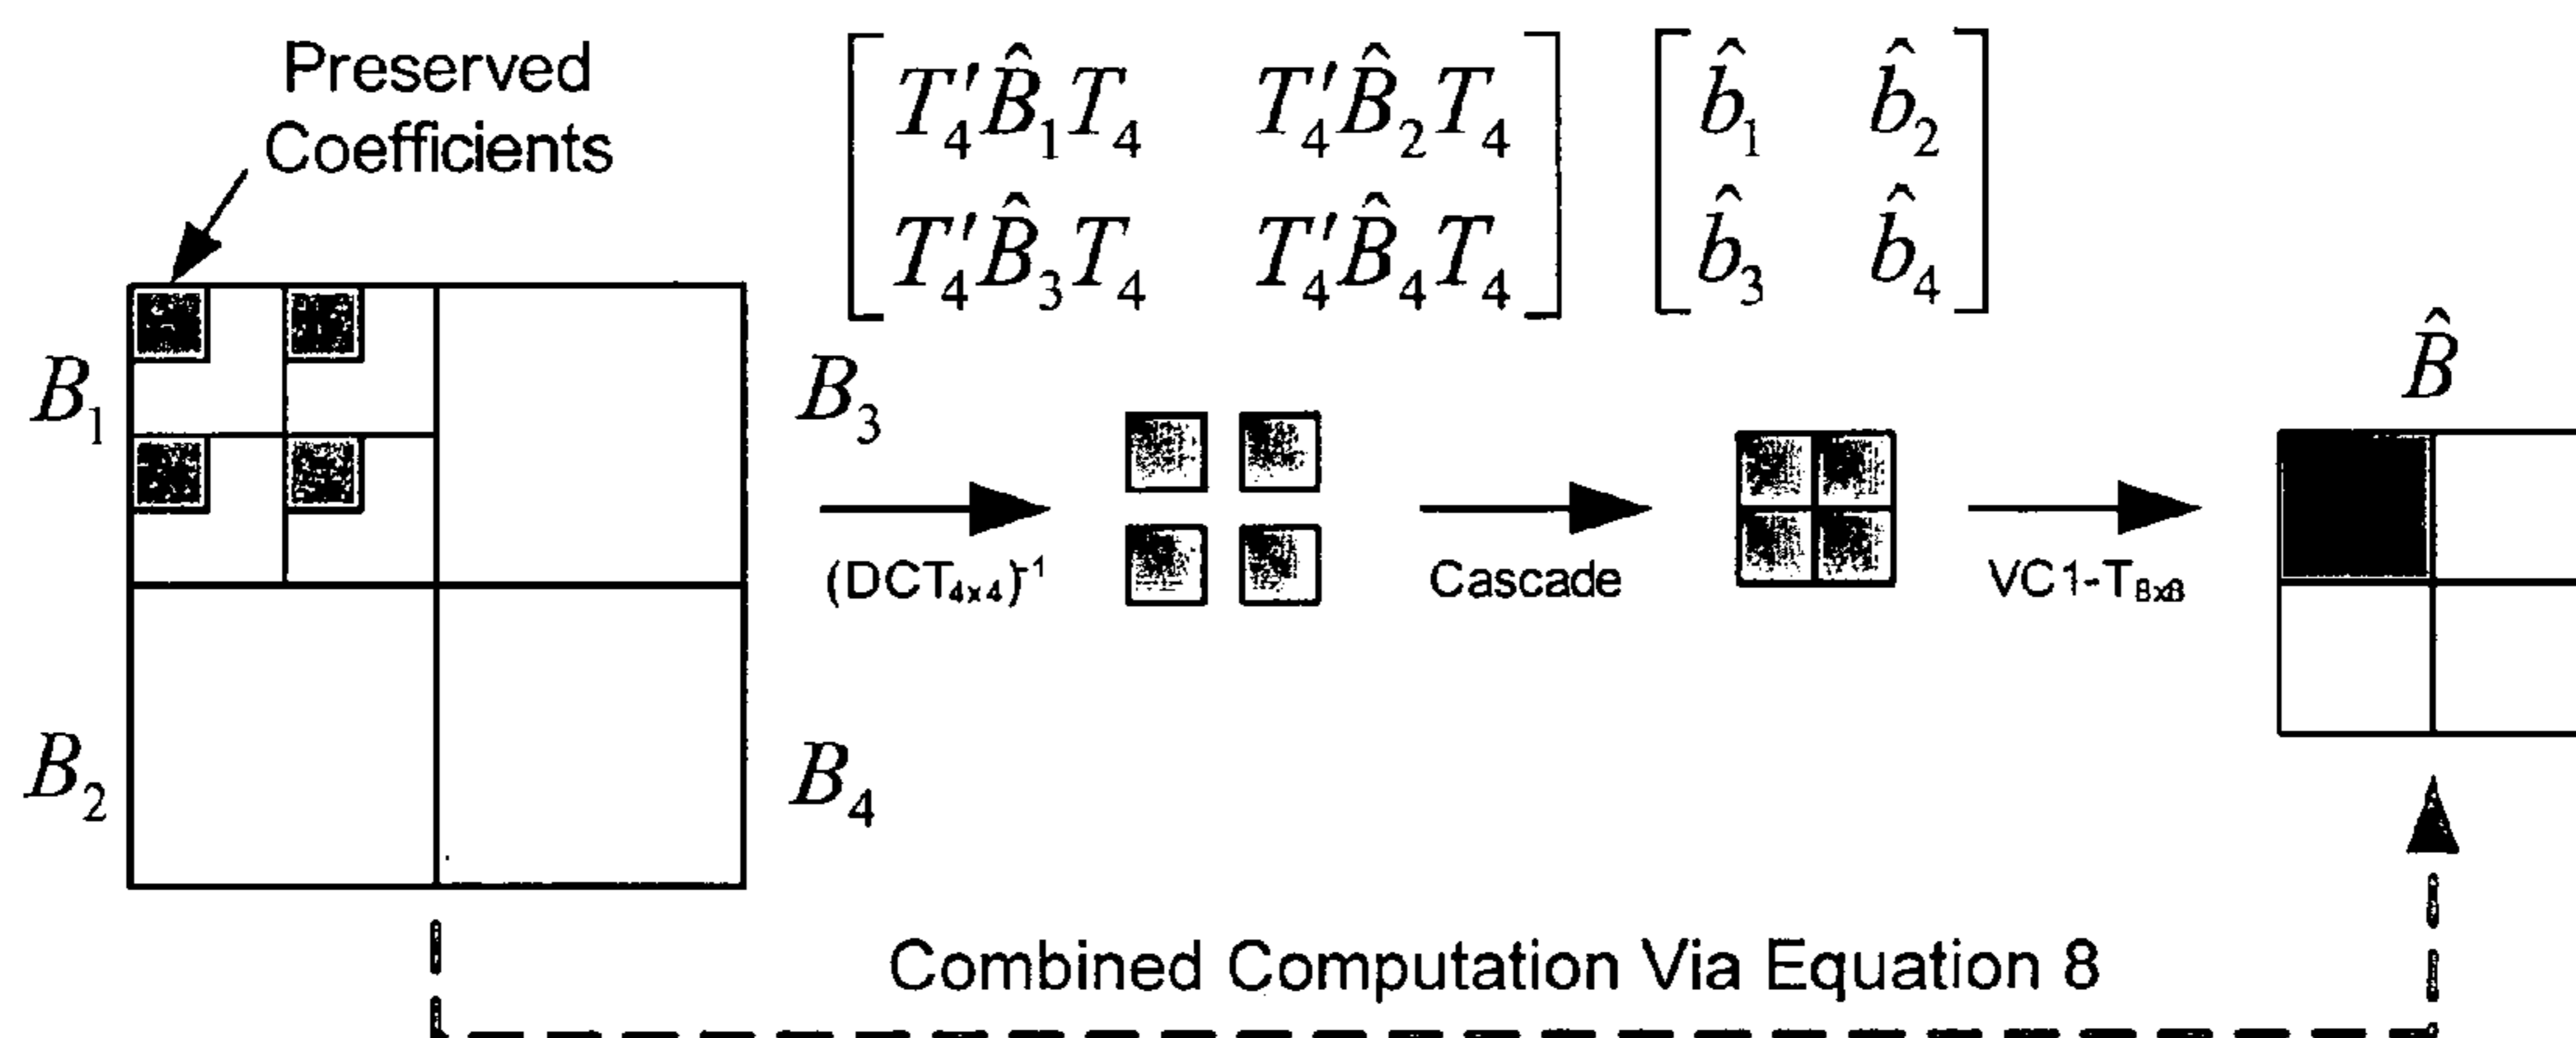 Preserved
Coefficients
[ T′₄B̂₁T₄ T′₄B̂₂T₄ ] [ b̂₁ b̂₂ ]
[ T′₄B̂₃T₄ T′₄B̂₄T₄ ] [ b̂₃ b̂₄ ]
B₁
B₃
B̂
(DCT₄ₓ₄)⁻¹
Cascade
VC1-T₈ₓ₈
B₂
B₄
Combined Computation Via Equation 8